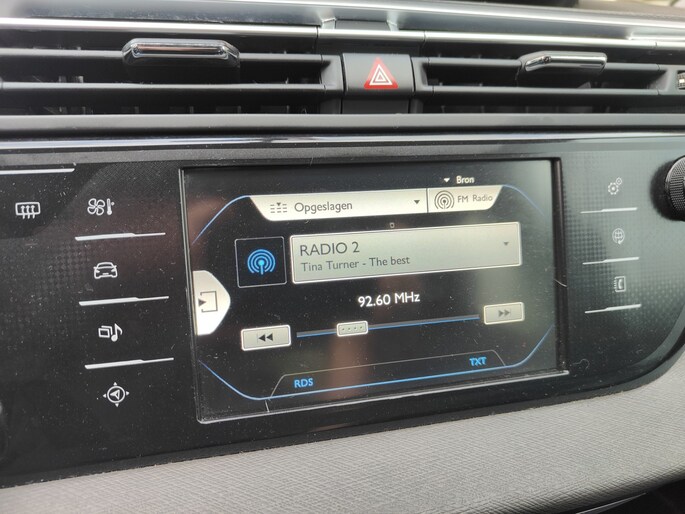 Bron
Opgeslagen
FM Radio
RADIO 2
Tina Turner - The best
92.60 MHz
RDS
TXT